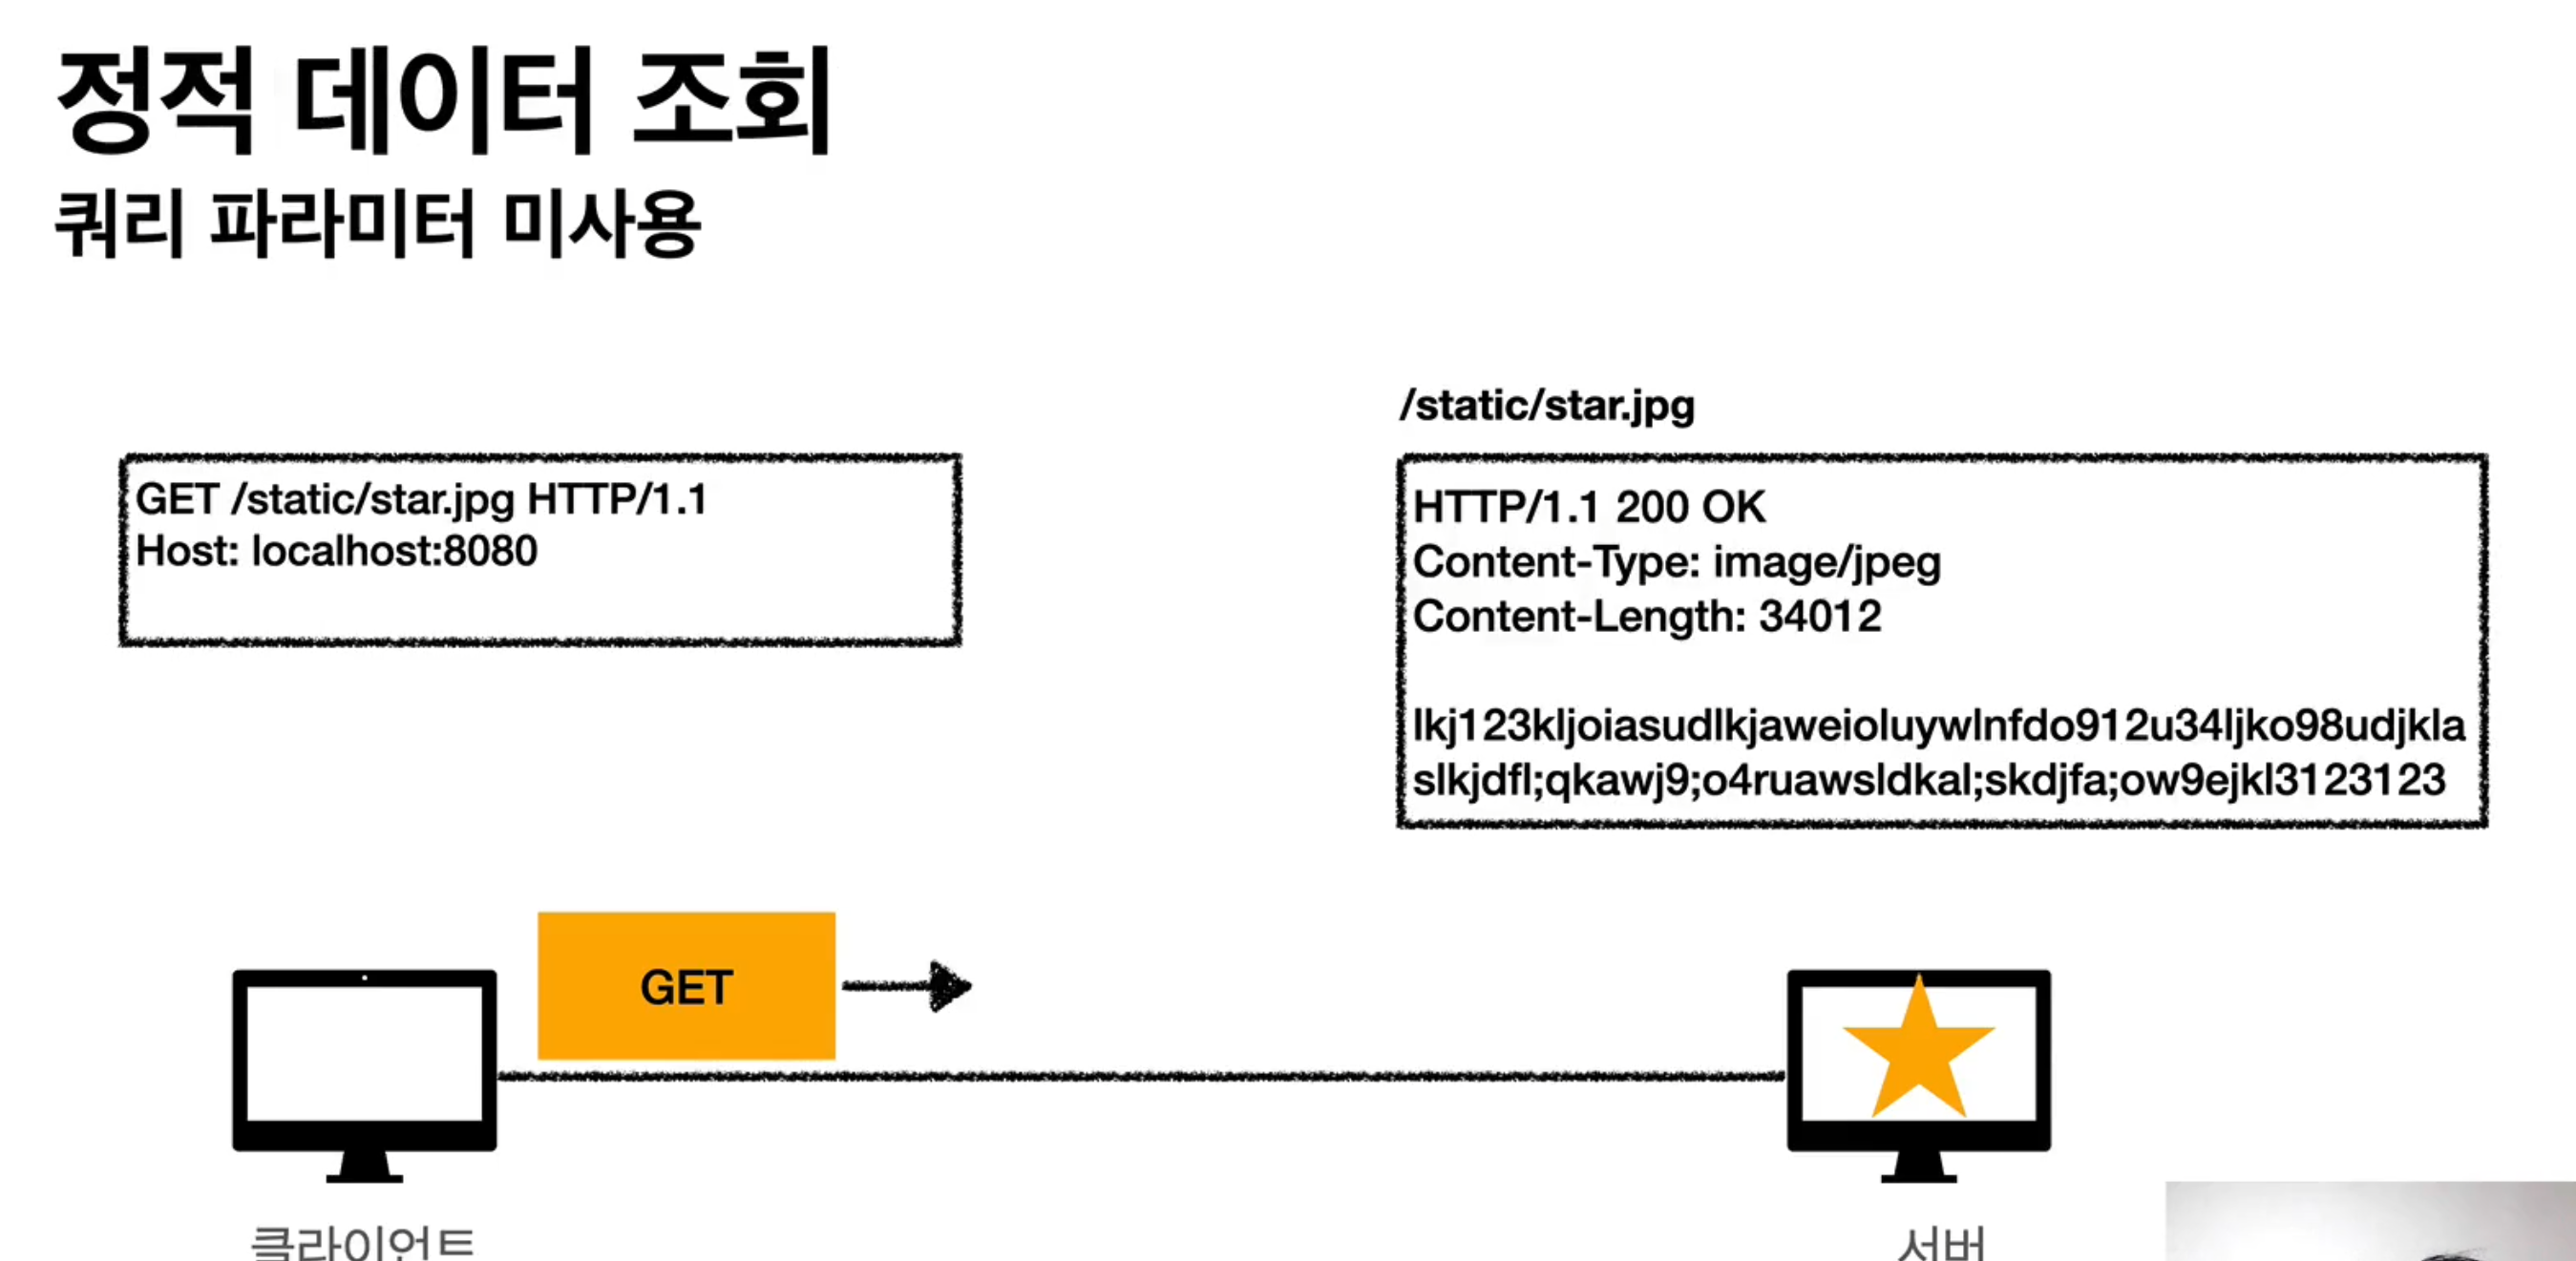 정적 데이터 조회
쿼리 파라미터 미사용
/static/star.jpg
GET /static/star.jpg HTTP/1.1
Host: localhost:8080
HTTP/1.1 200 OK
Content-Type: image/jpeg
Content-Length: 34012
lkj123kljoiasudlkjaweioluywlnfdo912u34ljko98udjkla
slkjdfl;qkawj9;o4ruawsldkal;skdjfa;ow9ejkl3123123
GET
클라이언트
서버